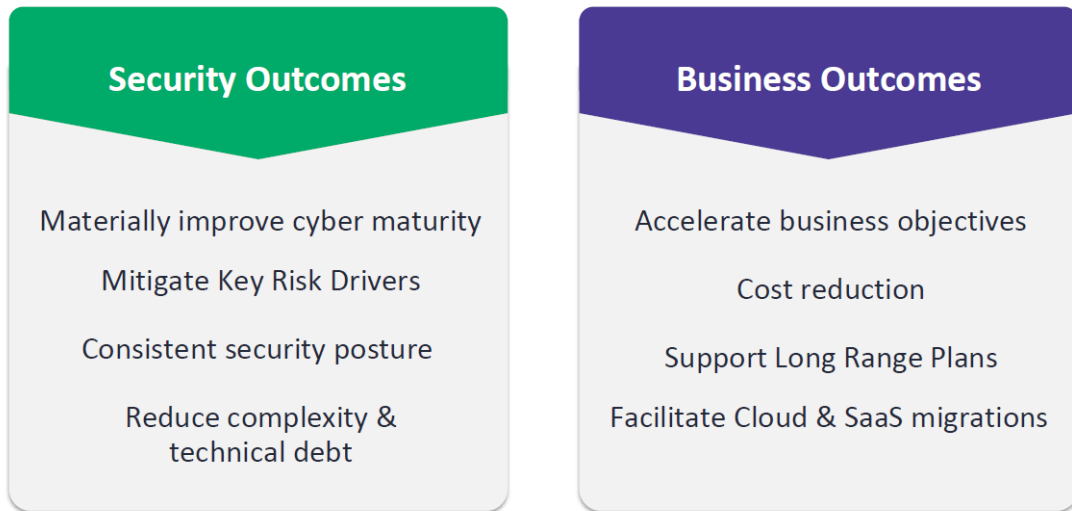 Security Outcomes
Materially improve cyber maturity
Mitigate Key Risk Drivers
Consistent security posture
Reduce complexity &
technical debt
Business Outcomes
Accelerate business objectives
Cost reduction
Support Long Range Plans
Facilitate Cloud & SaaS migrations